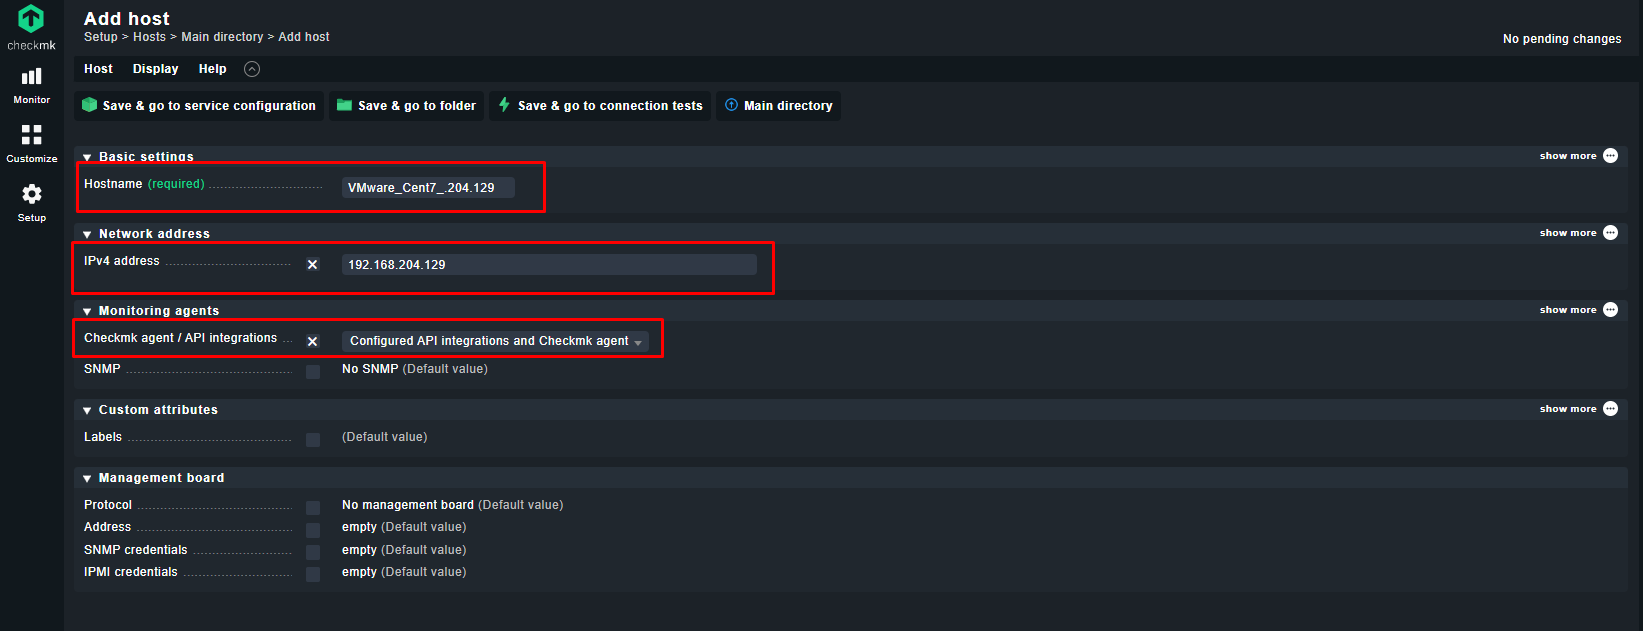 checkmk
Monitor
Customize
Setup
Add host
Setup > Hosts > Main directory > Add host
No pending changes
Host Display Help
Save & go to service configuration Save & go to folder Save & go to connection tests Main directory
Basic settings show more
Hostname (required) VMware_Cent7_.204.129
Network address show more
IPv4 address 192.168.204.129
Monitoring agents show more
Checkmk agent / API integrations Configured API integrations and Checkmk agent
SNMP No SNMP (Default value)
Custom attributes show more
Labels (Default value)
Management board
Protocol No management board (Default value)
Address empty (Default value)
SNMP credentials empty (Default value)
IPMI credentials empty (Default value)